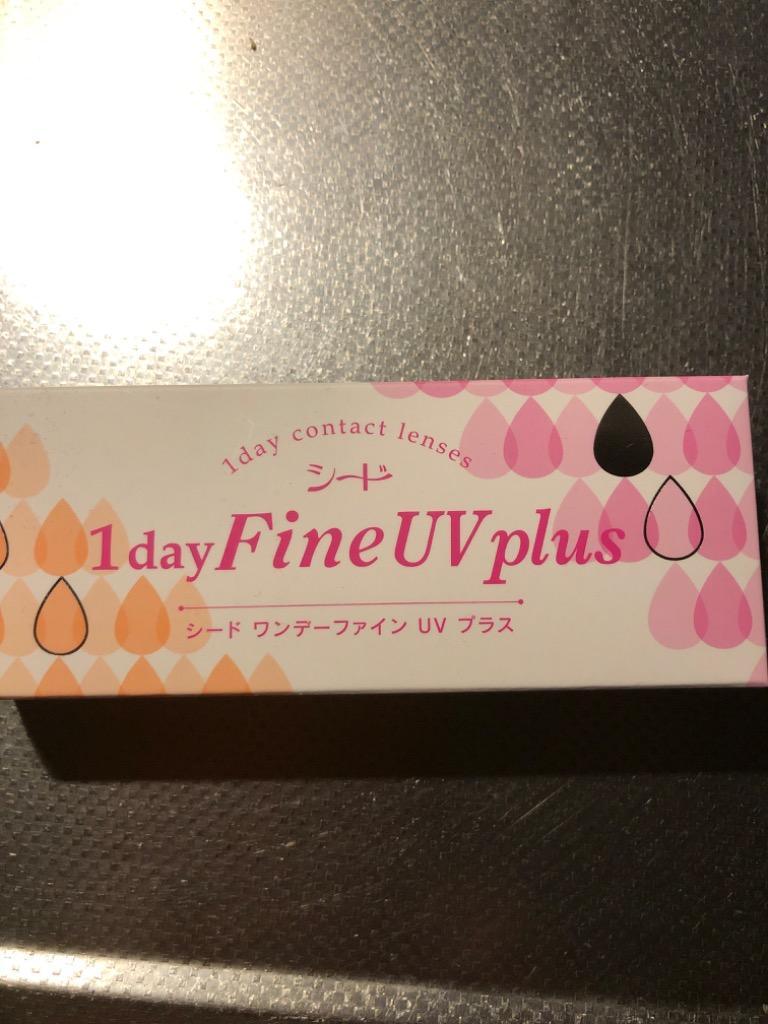 1day contact lenses
シード
1day Fine UV plus
シード ワンデーファイン UV プラス